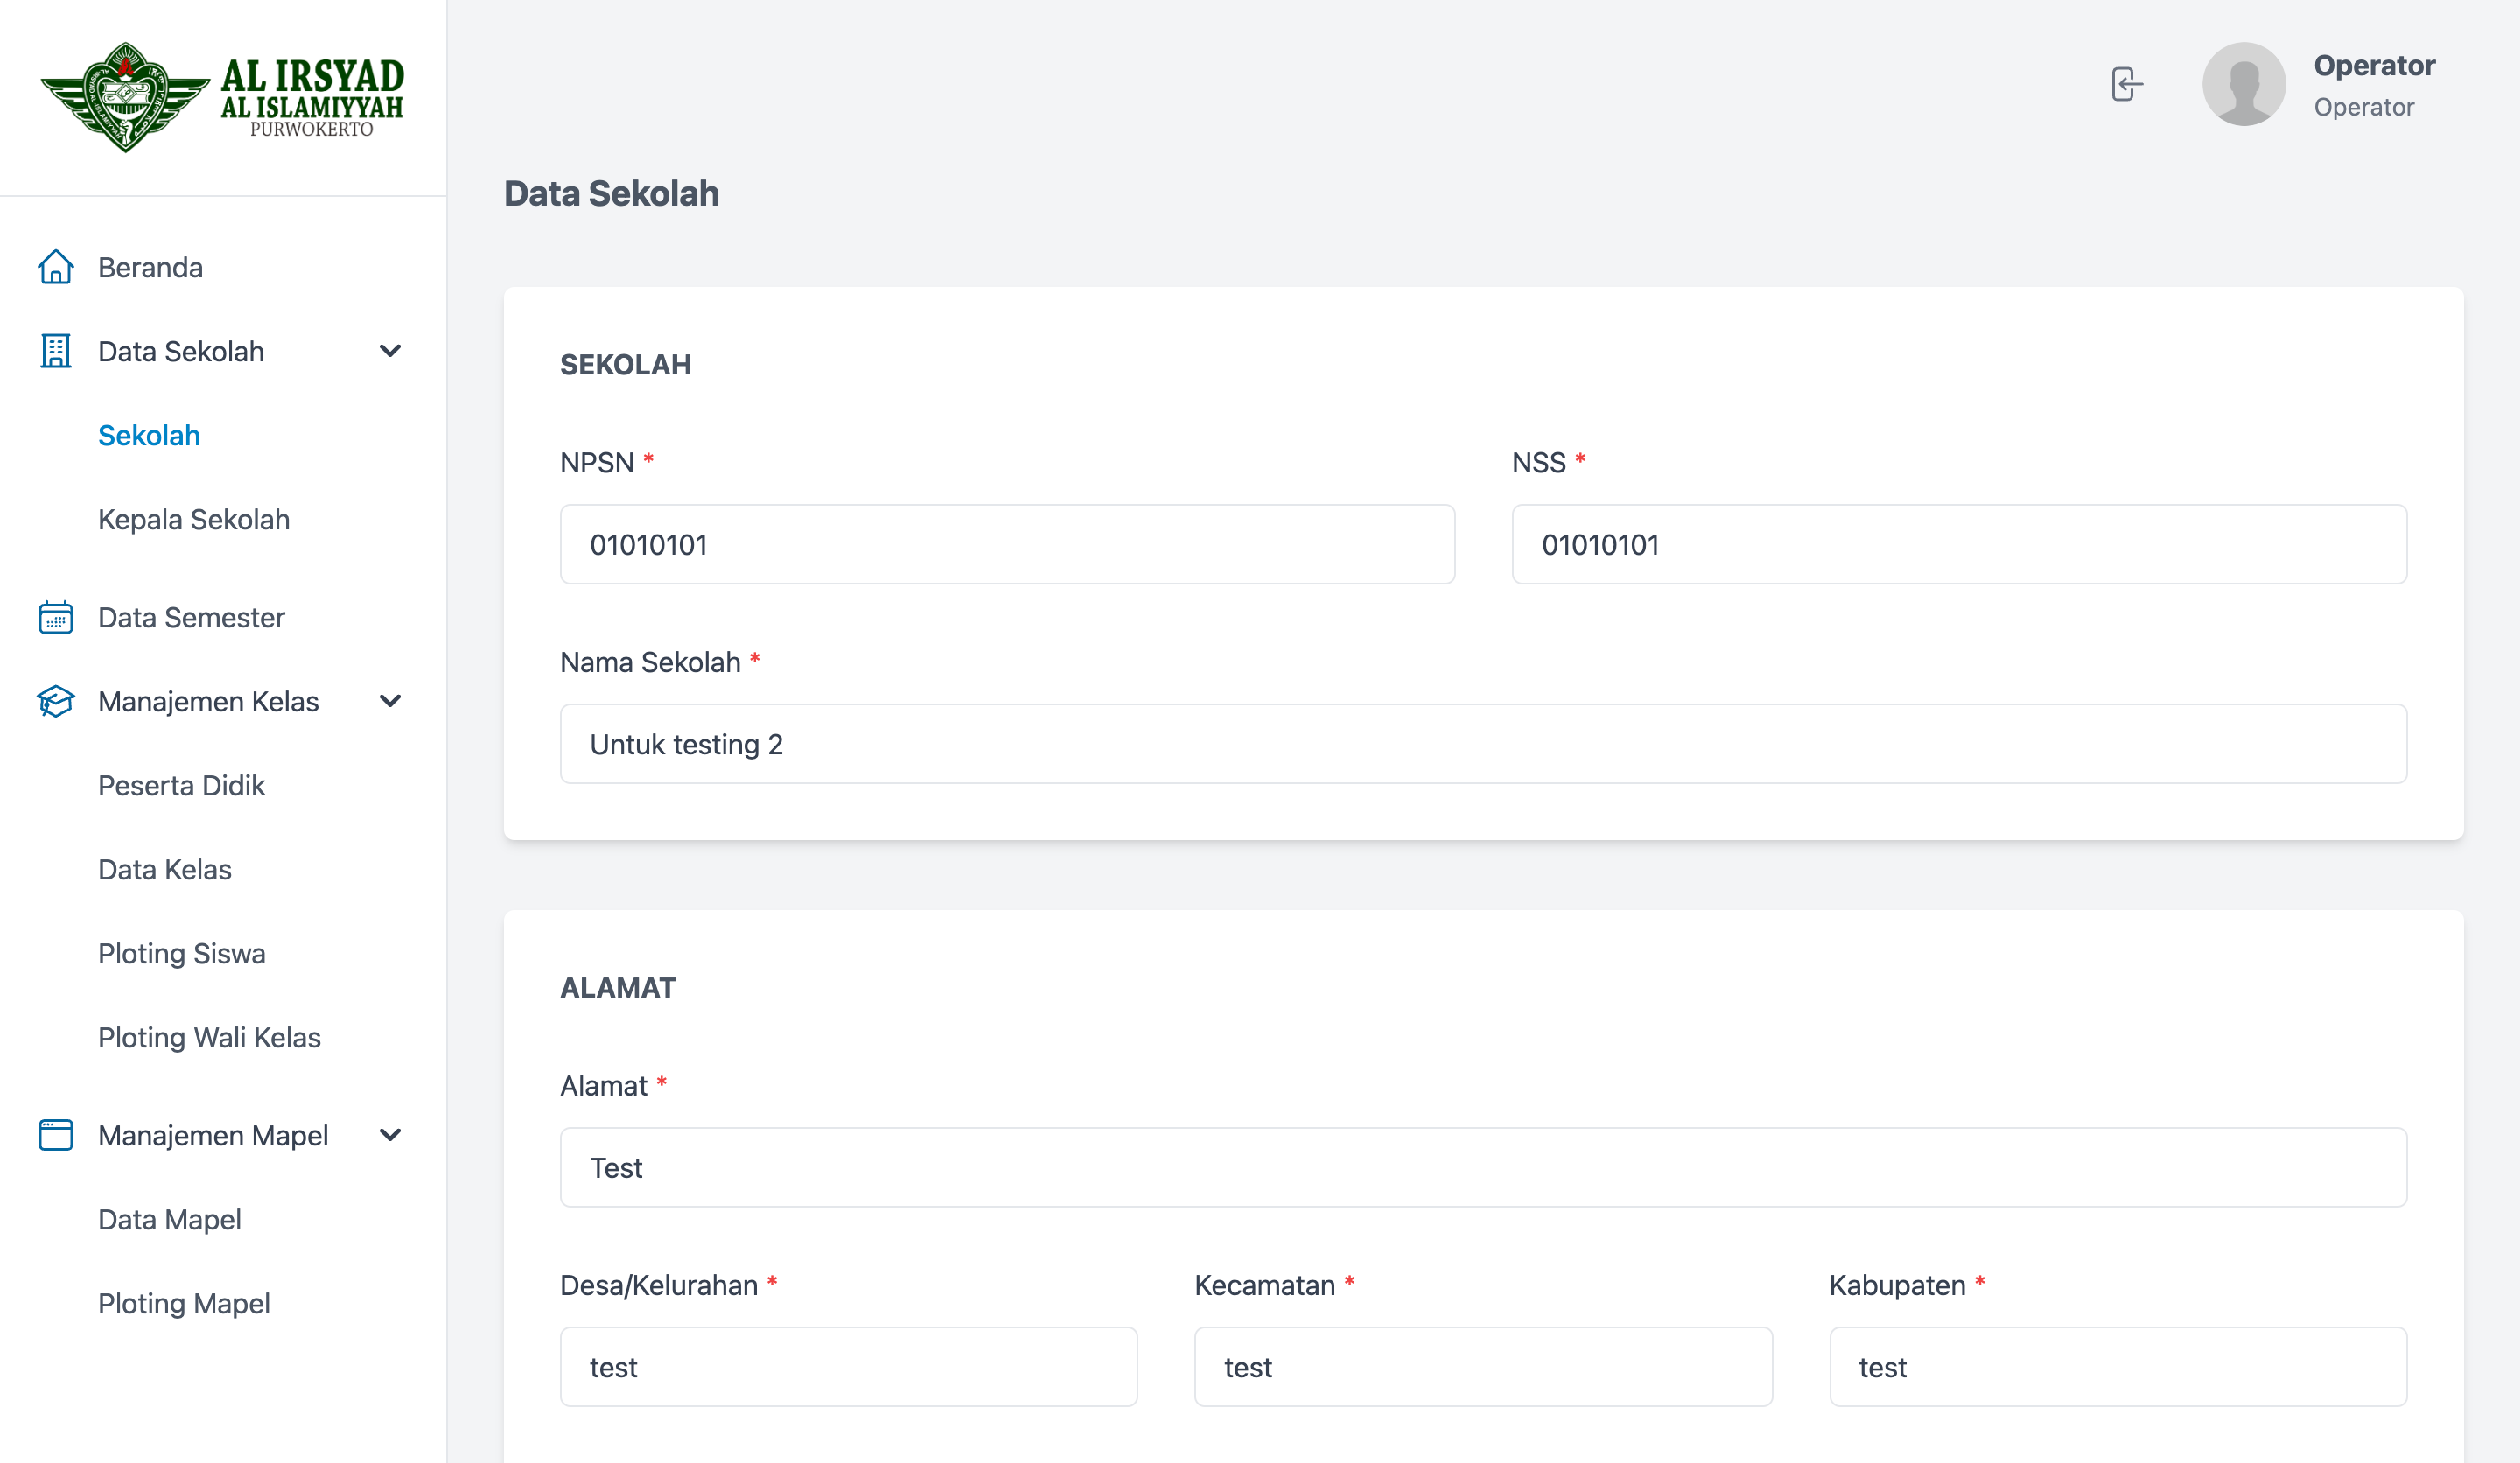 AL IRSYAD
AL ISLAMIYYAH
PURWOKERTO
Operator
Operator
Data Sekolah
Beranda
Data Sekolah
Sekolah
Kepala Sekolah
Data Semester
Manajemen Kelas
Peserta Didik
Data Kelas
Ploting Siswa
Ploting Wali Kelas
Manajemen Mapel
Data Mapel
Ploting Mapel
SEKOLAH
NPSN *
NSS *
01010101
01010101
Nama Sekolah *
Untuk testing 2
ALAMAT
Alamat *
Test
Desa/Kelurahan *
Kecamatan *
Kabupaten *
test
test
test